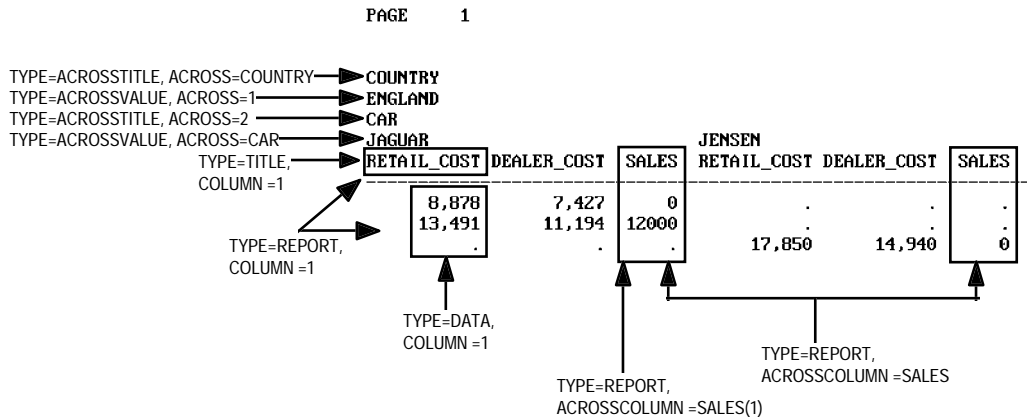 PAGE 1
TYPE=ACROSSTITLE, ACROSS=COUNTRY
COUNTRY
TYPE=ACROSSVALUE, ACROSS=1
ENGLAND
TYPE=ACROSSTITLE, ACROSS=2
CAR
TYPE=ACROSSVALUE, ACROSS=CAR
JAGUAR JENSEN
TYPE=TITLE,
COLUMN =1
RETAIL_COST DEALER_COST SALES RETAIL_COST DEALER_COST SALES
8,878 7,427 0 . . .
13,491 11,194 12000 . . .
. . . 17,850 14,940 0
TYPE=REPORT,
COLUMN =1
TYPE=DATA,
COLUMN =1
TYPE=REPORT,
ACROSSCOLUMN =SALES
TYPE=REPORT,
ACROSSCOLUMN =SALES(1)